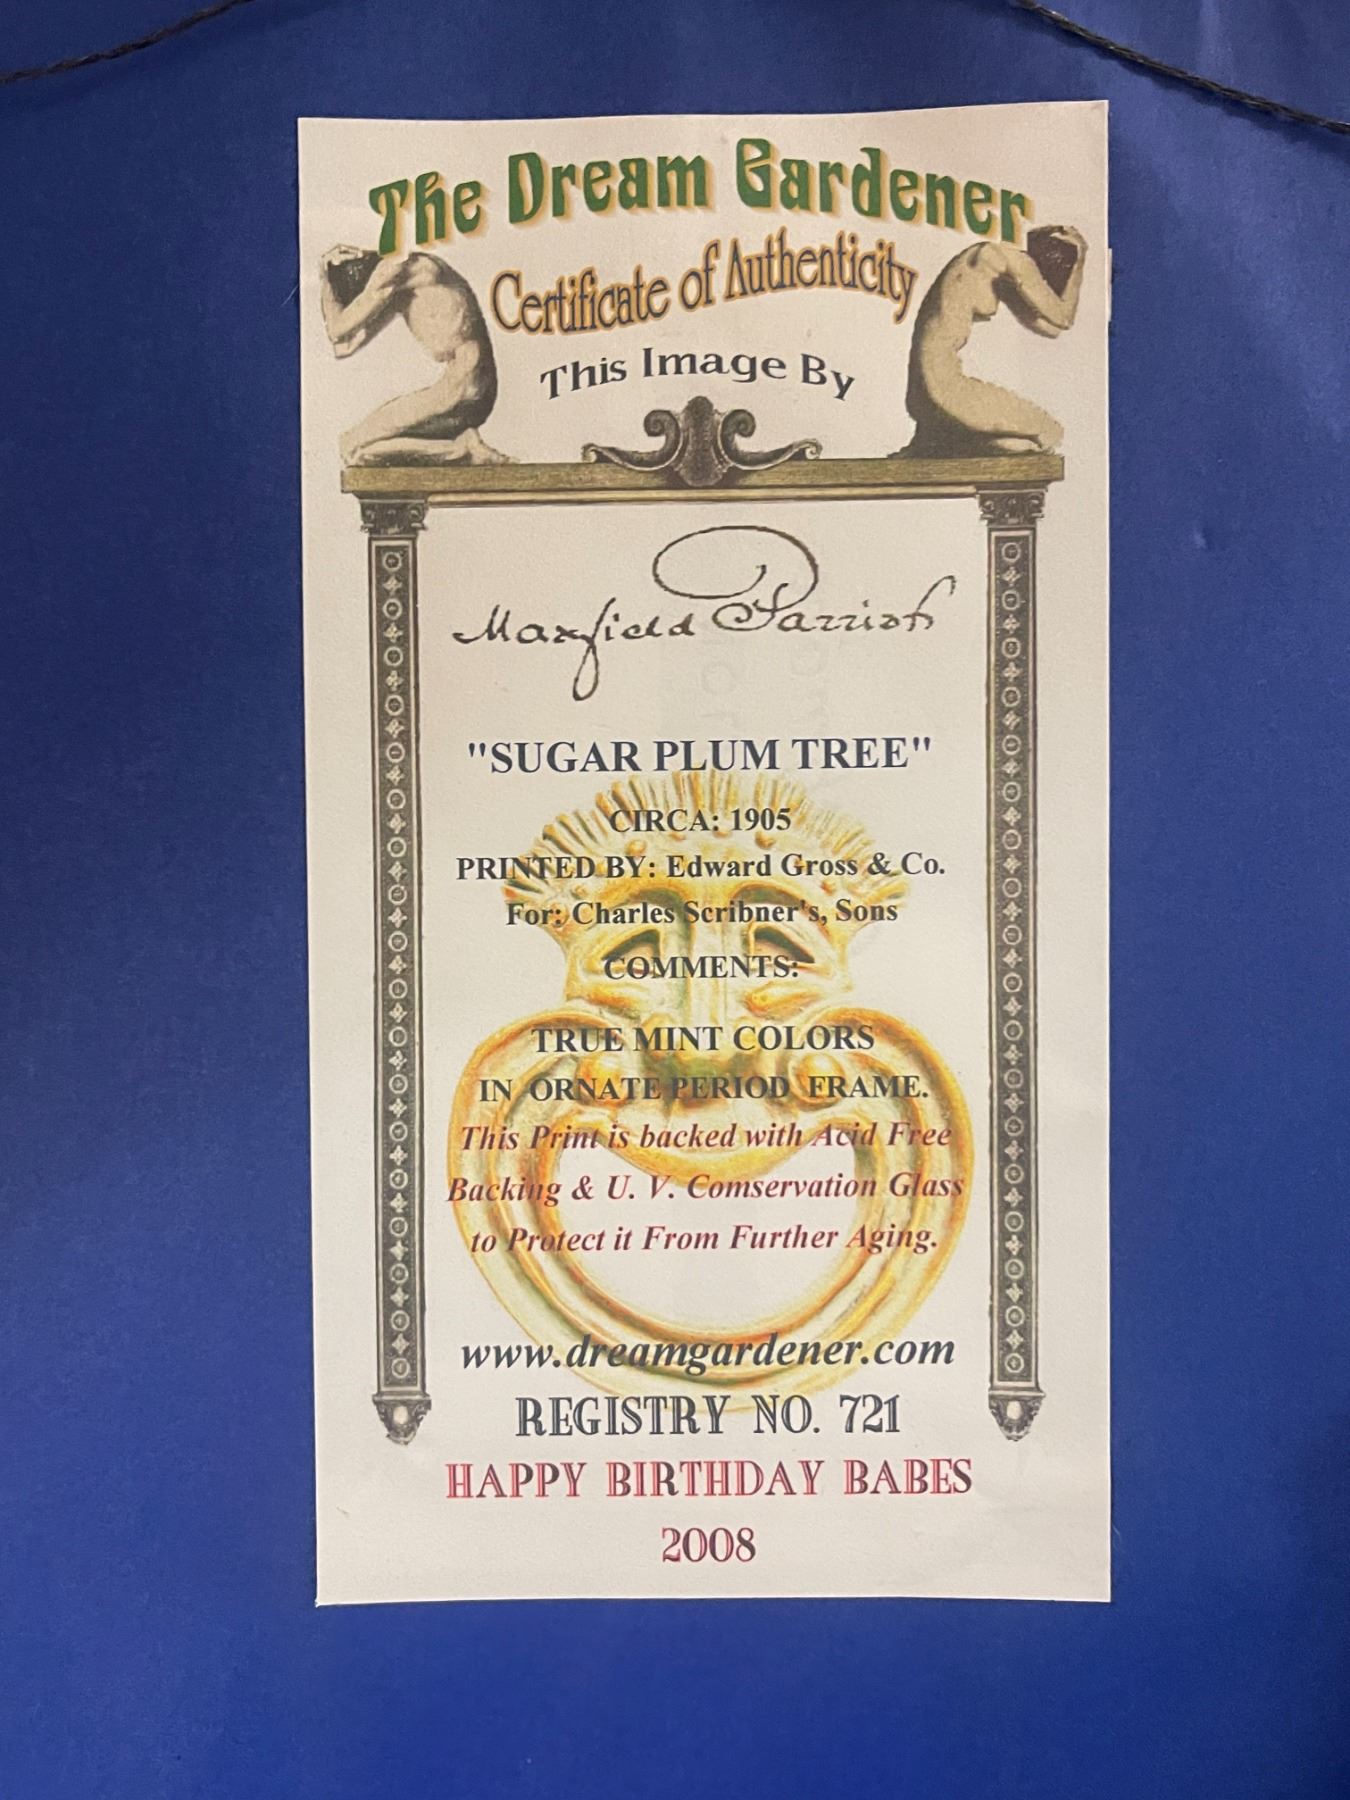 The Dream Gardener
Certificate of Authenticity
This Image By
Maxfield Parrish
"SUGAR PLUM TREE"
CIRCA: 1905
PRINTED BY: Edward Gross & Co.
For: Charles Scribner's, Sons
COMMENTS:
TRUE MINT COLORS
IN ORNATE PERIOD FRAME.
This Print is backed with Acid Free
Backing & U. V. Comservation Glass
to Protect it From Further Aging.
www.dreamgardener.com
REGISTRY NO. 721
HAPPY BIRTHDAY BABES
2008